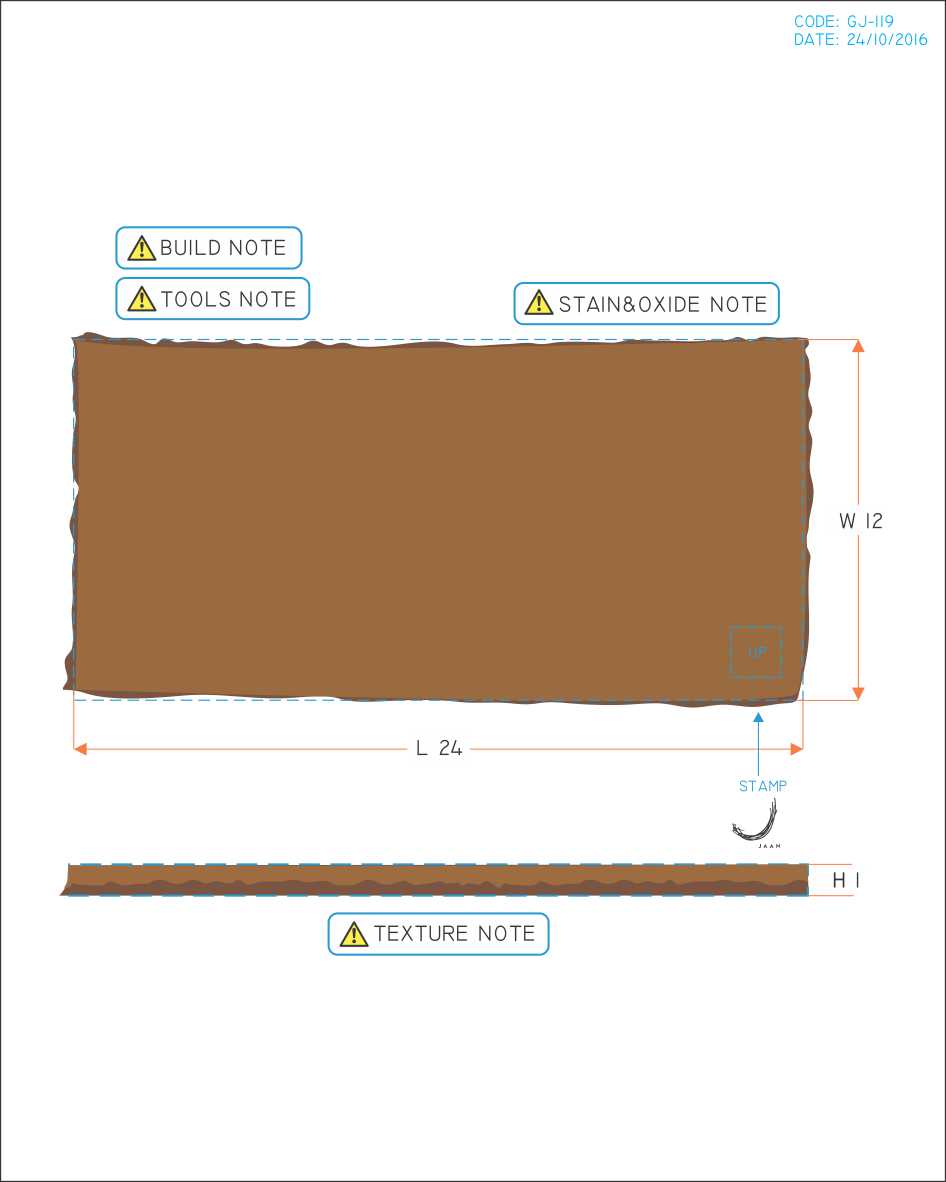 CODE: GJ-119
DATE: 24/10/2016
BUILD NOTE
TOOLS NOTE
STAIN&OXIDE NOTE
W 12
UP
L 24
STAMP
JAAM
H 1
TEXTURE NOTE